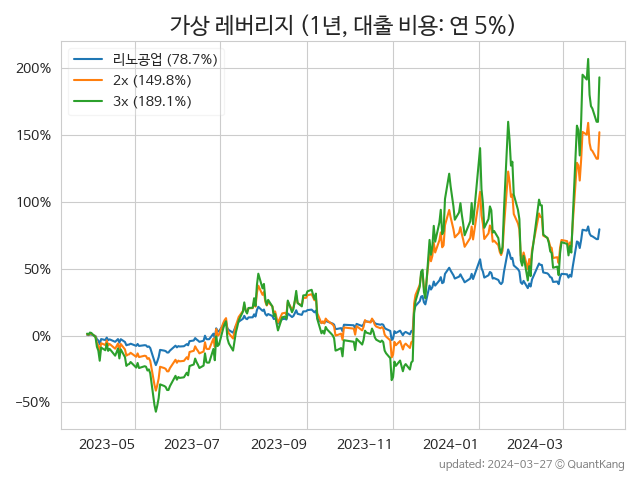 가상 레버리지 (1년, 대출 비용: 연 5%)
리노공업 (78.7%)
2x (149.8%)
3x (189.1%)
200%
150%
100%
50%
0%
−50%
2023-05 2023-07 2023-09 2023-11 2024-01 2024-03
updated: 2024-03-27 © QuantKang